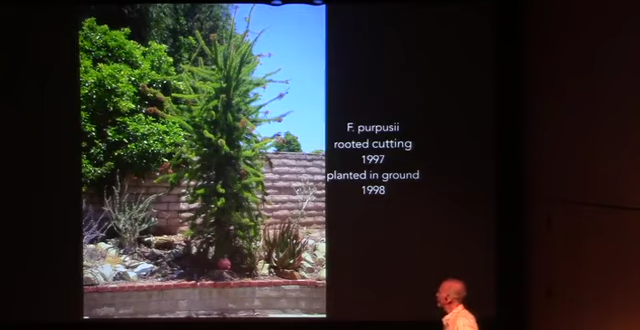 F. purpusii
rooted cutting
1997
planted in ground
1998